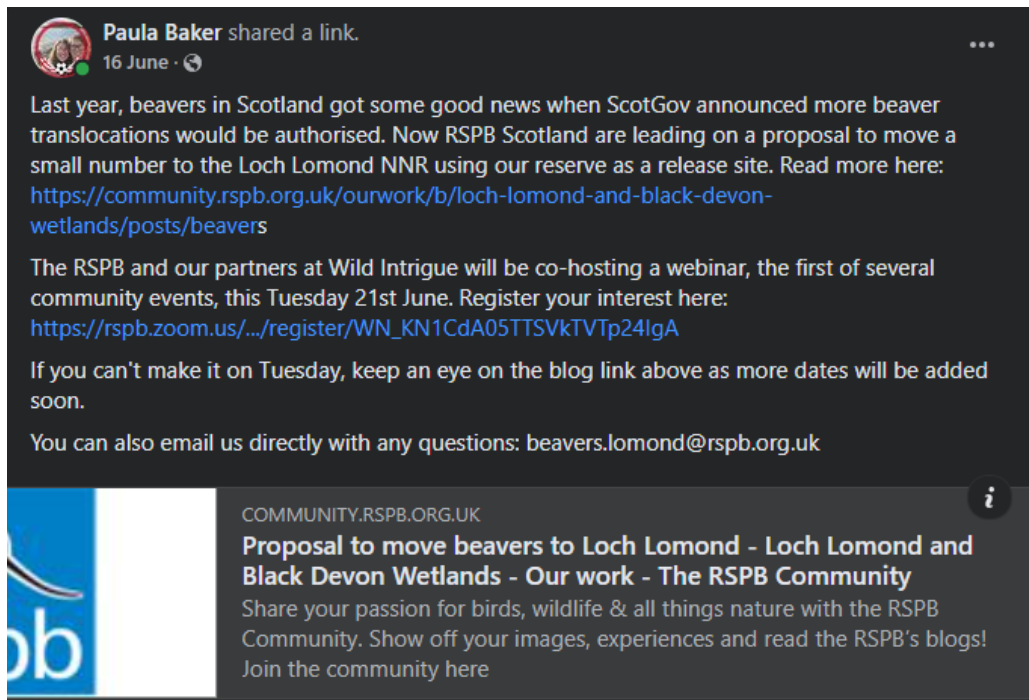 Paula Baker shared a link.
16 June ·
Last year, beavers in Scotland got some good news when ScotGov announced more beaver
translocations would be authorised. Now RSPB Scotland are leading on a proposal to move a
small number to the Loch Lomond NNR using our reserve as a release site. Read more here:
https://community.rspb.org.uk/ourwork/b/loch-lomond-and-black-devon-
wetlands/posts/beavers
The RSPB and our partners at Wild Intrigue will be co-hosting a webinar, the first of several
community events, this Tuesday 21st June. Register your interest here:
https://rspb.zoom.us/.../register/WN_KN1CdA05TTSVkTVTp24lgA
If you can't make it on Tuesday, keep an eye on the blog link above as more dates will be added
soon.
You can also email us directly with any questions: beavers.lomond@rspb.org.uk
pb
COMMUNITY.RSPB.ORG.UK
Proposal to move beavers to Loch Lomond - Loch Lomond and
Black Devon Wetlands - Our work - The RSPB Community
Share your passion for birds, wildlife & all things nature with the RSPB
Community. Show off your images, experiences and read the RSPB's blogs!
Join the community here